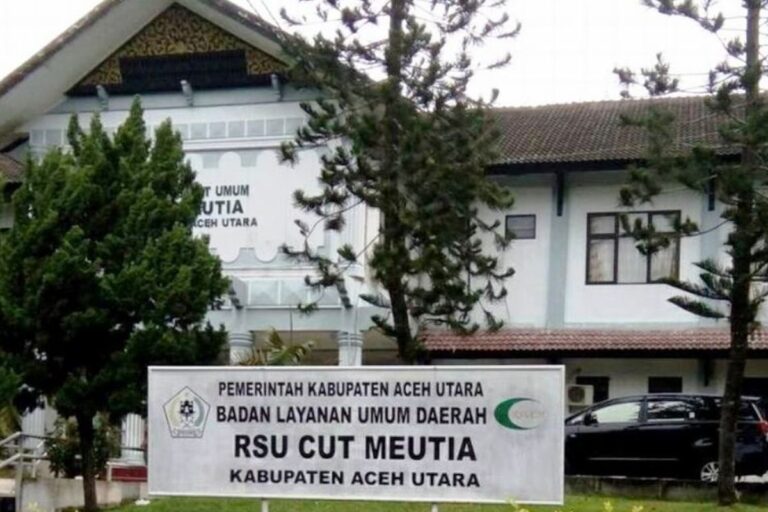 UMUM
MEUTIA
ACEH UTARA
PEMERINTAH KABUPATEN ACEH UTARA
BADAN LAYANAN UMUM DAERAH
RSU CUT MEUTIA
KABUPATEN ACEH UTARA